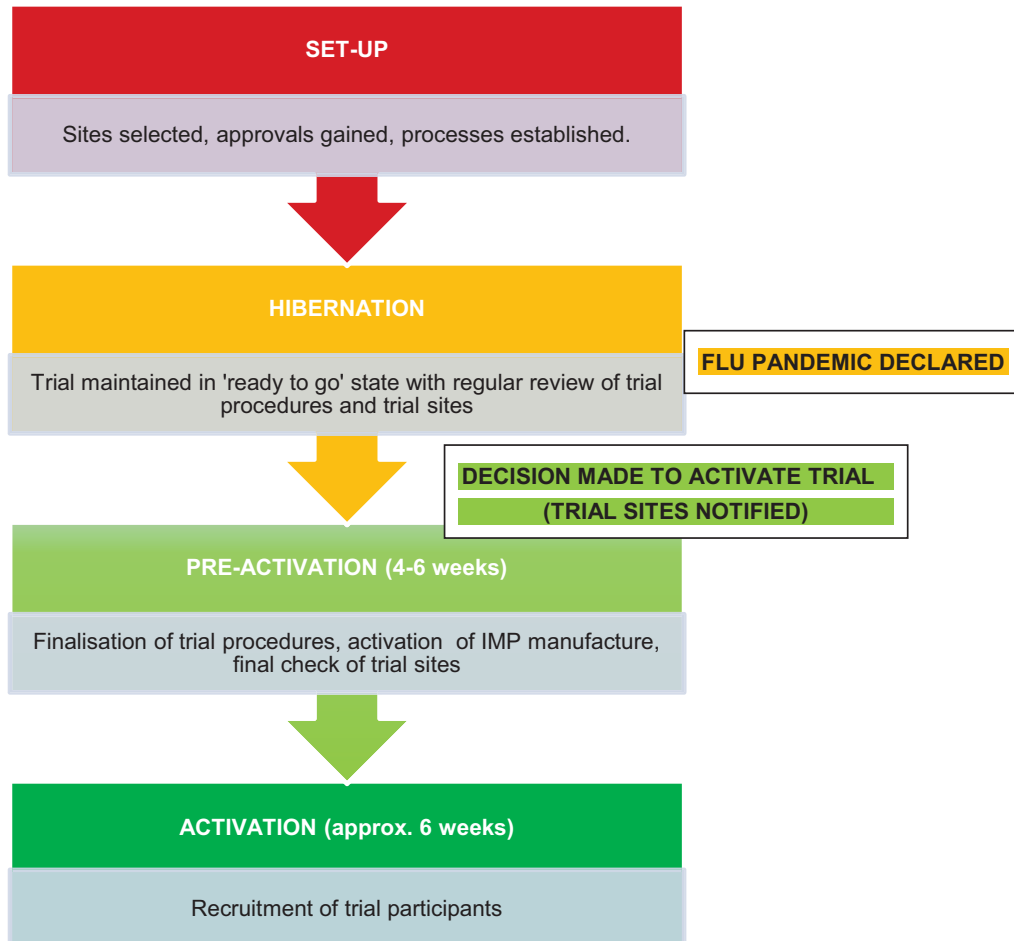 SET-UP
Sites selected, approvals gained, processes established.
HIBERNATION
FLU PANDEMIC DECLARED
Trial maintained in 'ready to go' state with regular review of trial
procedures and trial sites
DECISION MADE TO ACTIVATE TRIAL
(TRIAL SITES NOTIFIED)
PRE-ACTIVATION (4-6 weeks)
Finalisation of trial procedures, activation of IMP manufacture,
final check of trial sites
ACTIVATION (approx. 6 weeks)
Recruitment of trial participants